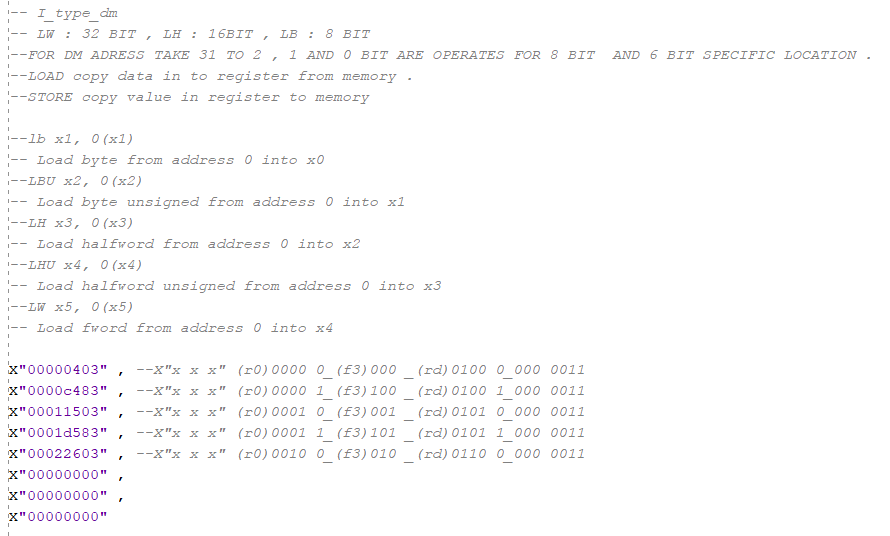 -- I_type_dm
-- LW : 32 BIT , LH : 16BIT , LB : 8 BIT
--FOR DM ADRESS TAKE 31 TO 2 , 1 AND 0 BIT ARE OPERATES FOR 8 BIT  AND 6 BIT SPECIFIC LOCATION .
--LOAD copy data in to register from memory .
--STORE copy value in register to memory
--lb x1, 0(x1)
-- Load byte from address 0 into x0
--LBU x2, 0(x2)
-- Load byte unsigned from address 0 into x1
--LH x3, 0(x3)
-- Load halfword from address 0 into x2
--LHU x4, 0(x4)
-- Load halfword unsigned from address 0 into x3
--LW x5, 0(x5)
-- Load fword from address 0 into x4
X"00000403" , --X"x x x" (r0)0000 0_(f3)000 _(rd)0100 0_000 0011
X"0000c483" , --X"x x x" (r0)0000 1_(f3)100 _(rd)0100 1_000 0011
X"00011503" , --X"x x x" (r0)0001 0_(f3)001 _(rd)0101 0_000 0011
X"0001d583" , --X"x x x" (r0)0001 1_(f3)101 _(rd)0101 1_000 0011
X"00022603" , --X"x x x" (r0)0010 0_(f3)010 _(rd)0110 0_000 0011
X"00000000" ,
X"00000000" ,
X"00000000"